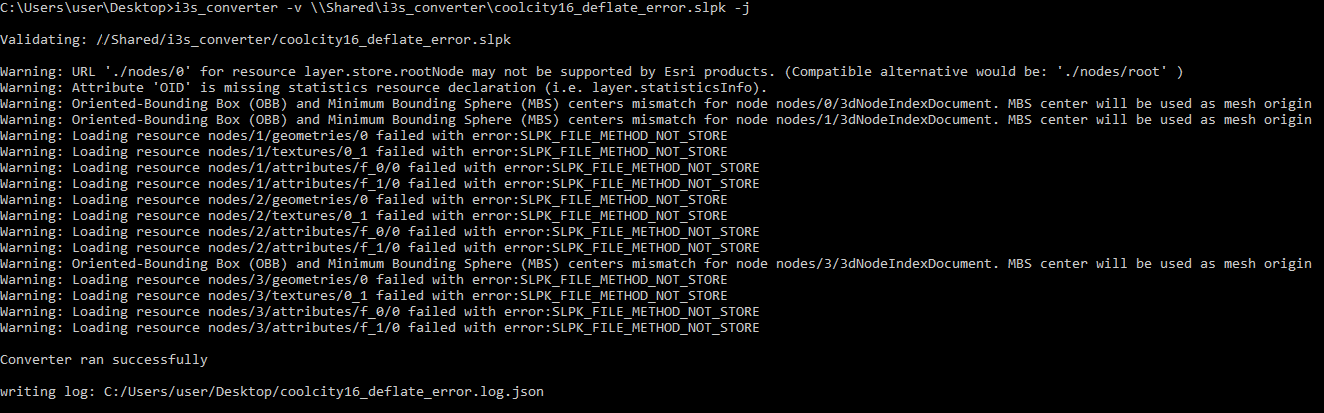 C:\Users\user\Desktop>i3s_converter -v \\Shared\i3s_converter\coolcity16_deflate_error.slpk -j
Validating: //Shared/i3s_converter/coolcity16_deflate_error.slpk
Warning: URL './nodes/0' for resource layer.store.rootNode may not be supported by Esri products. (Compatible alternative would be: './nodes/root' )
Warning: Attribute 'OID' is missing statistics resource declaration (i.e. layer.statisticsInfo).
Warning: Oriented-Bounding Box (OBB) and Minimum Bounding Sphere (MBS) centers mismatch for node nodes/0/3dNodeIndexDocument. MBS center will be used as mesh origin
Warning: Oriented-Bounding Box (OBB) and Minimum Bounding Sphere (MBS) centers mismatch for node nodes/1/3dNodeIndexDocument. MBS center will be used as mesh origin
Warning: Loading resource nodes/1/geometries/0 failed with error:SLPK_FILE_METHOD_NOT_STORE
Warning: Loading resource nodes/1/textures/0_1 failed with error:SLPK_FILE_METHOD_NOT_STORE
Warning: Loading resource nodes/1/attributes/f_0/0 failed with error:SLPK_FILE_METHOD_NOT_STORE
Warning: Loading resource nodes/1/attributes/f_1/0 failed with error:SLPK_FILE_METHOD_NOT_STORE
Warning: Loading resource nodes/2/geometries/0 failed with error:SLPK_FILE_METHOD_NOT_STORE
Warning: Loading resource nodes/2/textures/0_1 failed with error:SLPK_FILE_METHOD_NOT_STORE
Warning: Loading resource nodes/2/attributes/f_0/0 failed with error:SLPK_FILE_METHOD_NOT_STORE
Warning: Loading resource nodes/2/attributes/f_1/0 failed with error:SLPK_FILE_METHOD_NOT_STORE
Warning: Oriented-Bounding Box (OBB) and Minimum Bounding Sphere (MBS) centers mismatch for node nodes/3/3dNodeIndexDocument. MBS center will be used as mesh origin
Warning: Loading resource nodes/3/geometries/0 failed with error:SLPK_FILE_METHOD_NOT_STORE
Warning: Loading resource nodes/3/textures/0_1 failed with error:SLPK_FILE_METHOD_NOT_STORE
Warning: Loading resource nodes/3/attributes/f_0/0 failed with error:SLPK_FILE_METHOD_NOT_STORE
Warning: Loading resource nodes/3/attributes/f_1/0 failed with error:SLPK_FILE_METHOD_NOT_STORE
Converter ran successfully
writing log: C:/Users/user/Desktop/coolcity16_deflate_error.log.json